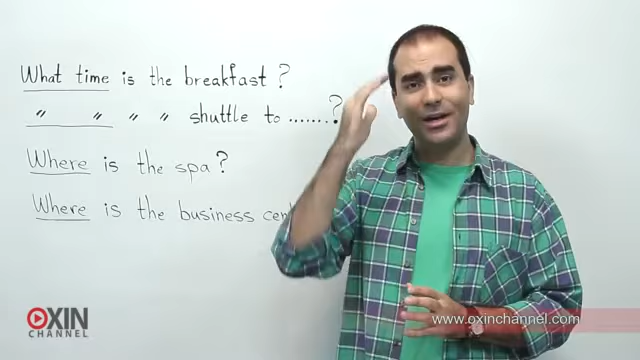 What time is the breakfast ?
" " " " shuttle to .......?
Where is the spa ?
Where is the business
OXIN
CHANNEL
www.oxinchannel.com